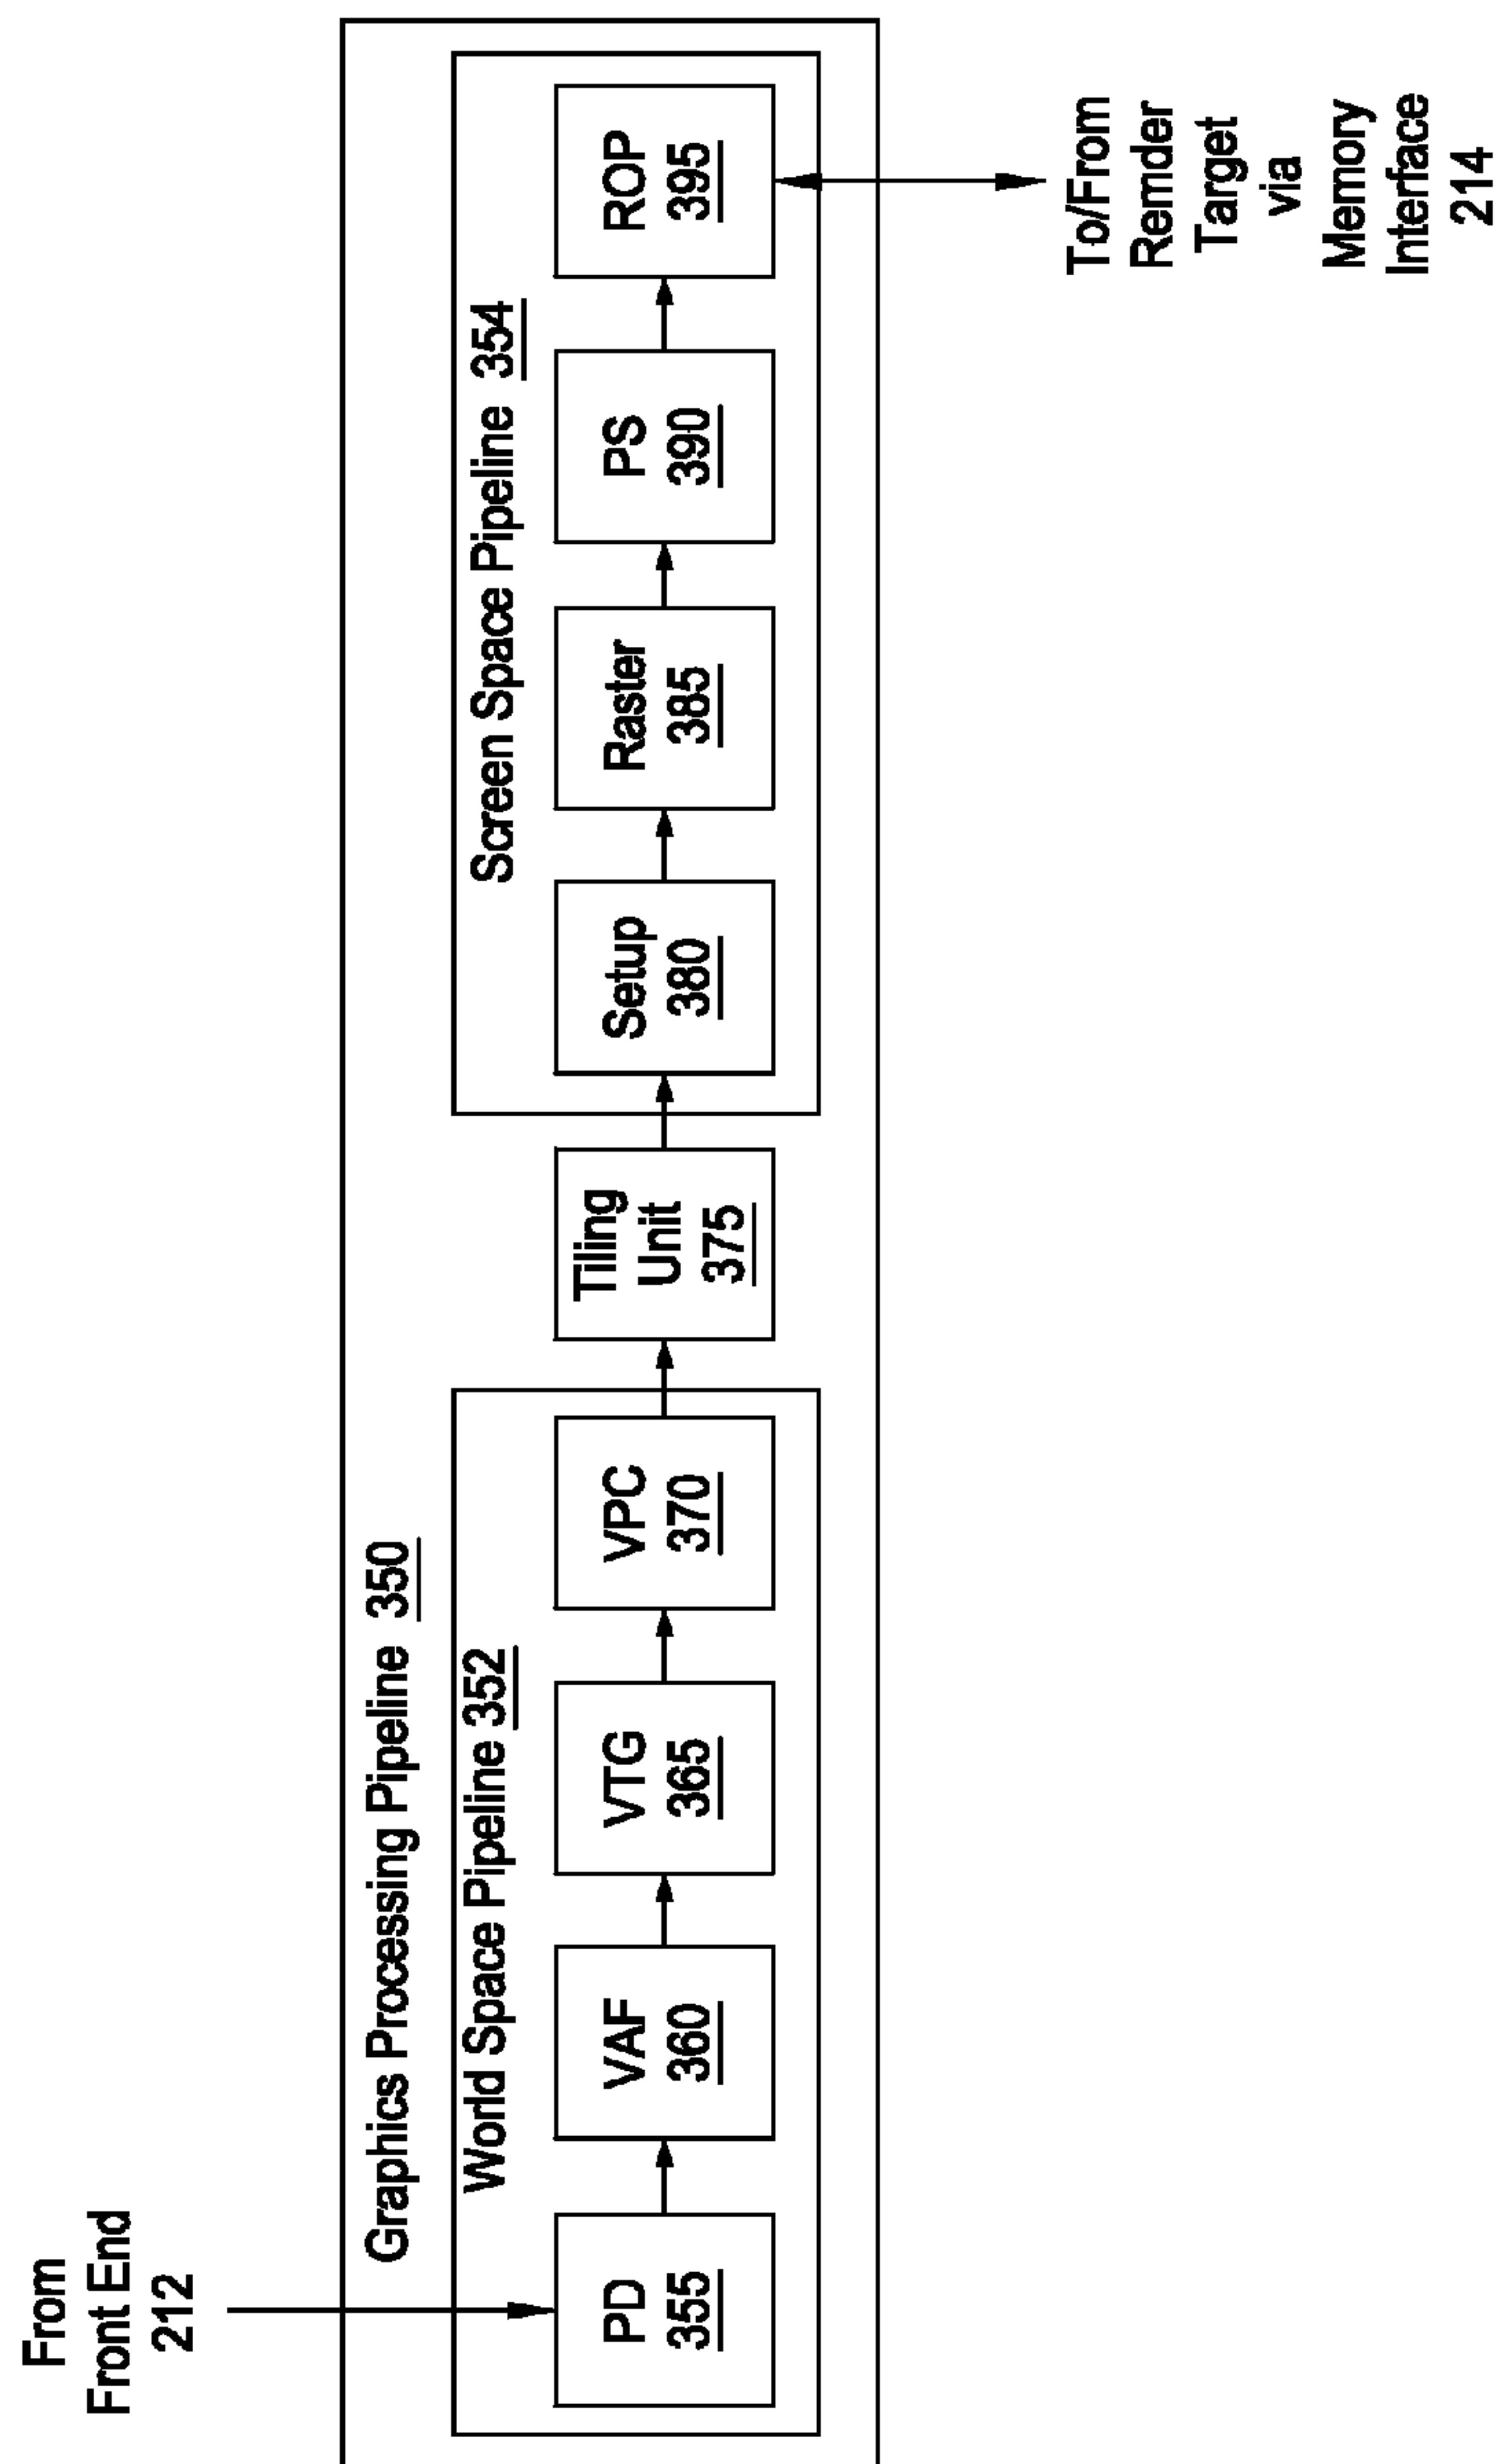 From
Front End
212
Graphics Processing Pipeline 350
World Space Pipeline 352
PD
355
VAF
360
VTG
365
VPC
370
Tiling
Unit
375
Screen Space Pipeline 354
Setup
380
Raster
385
PS
390
ROP
395
To/From
Remder
Target
via
Memory
Interface
214